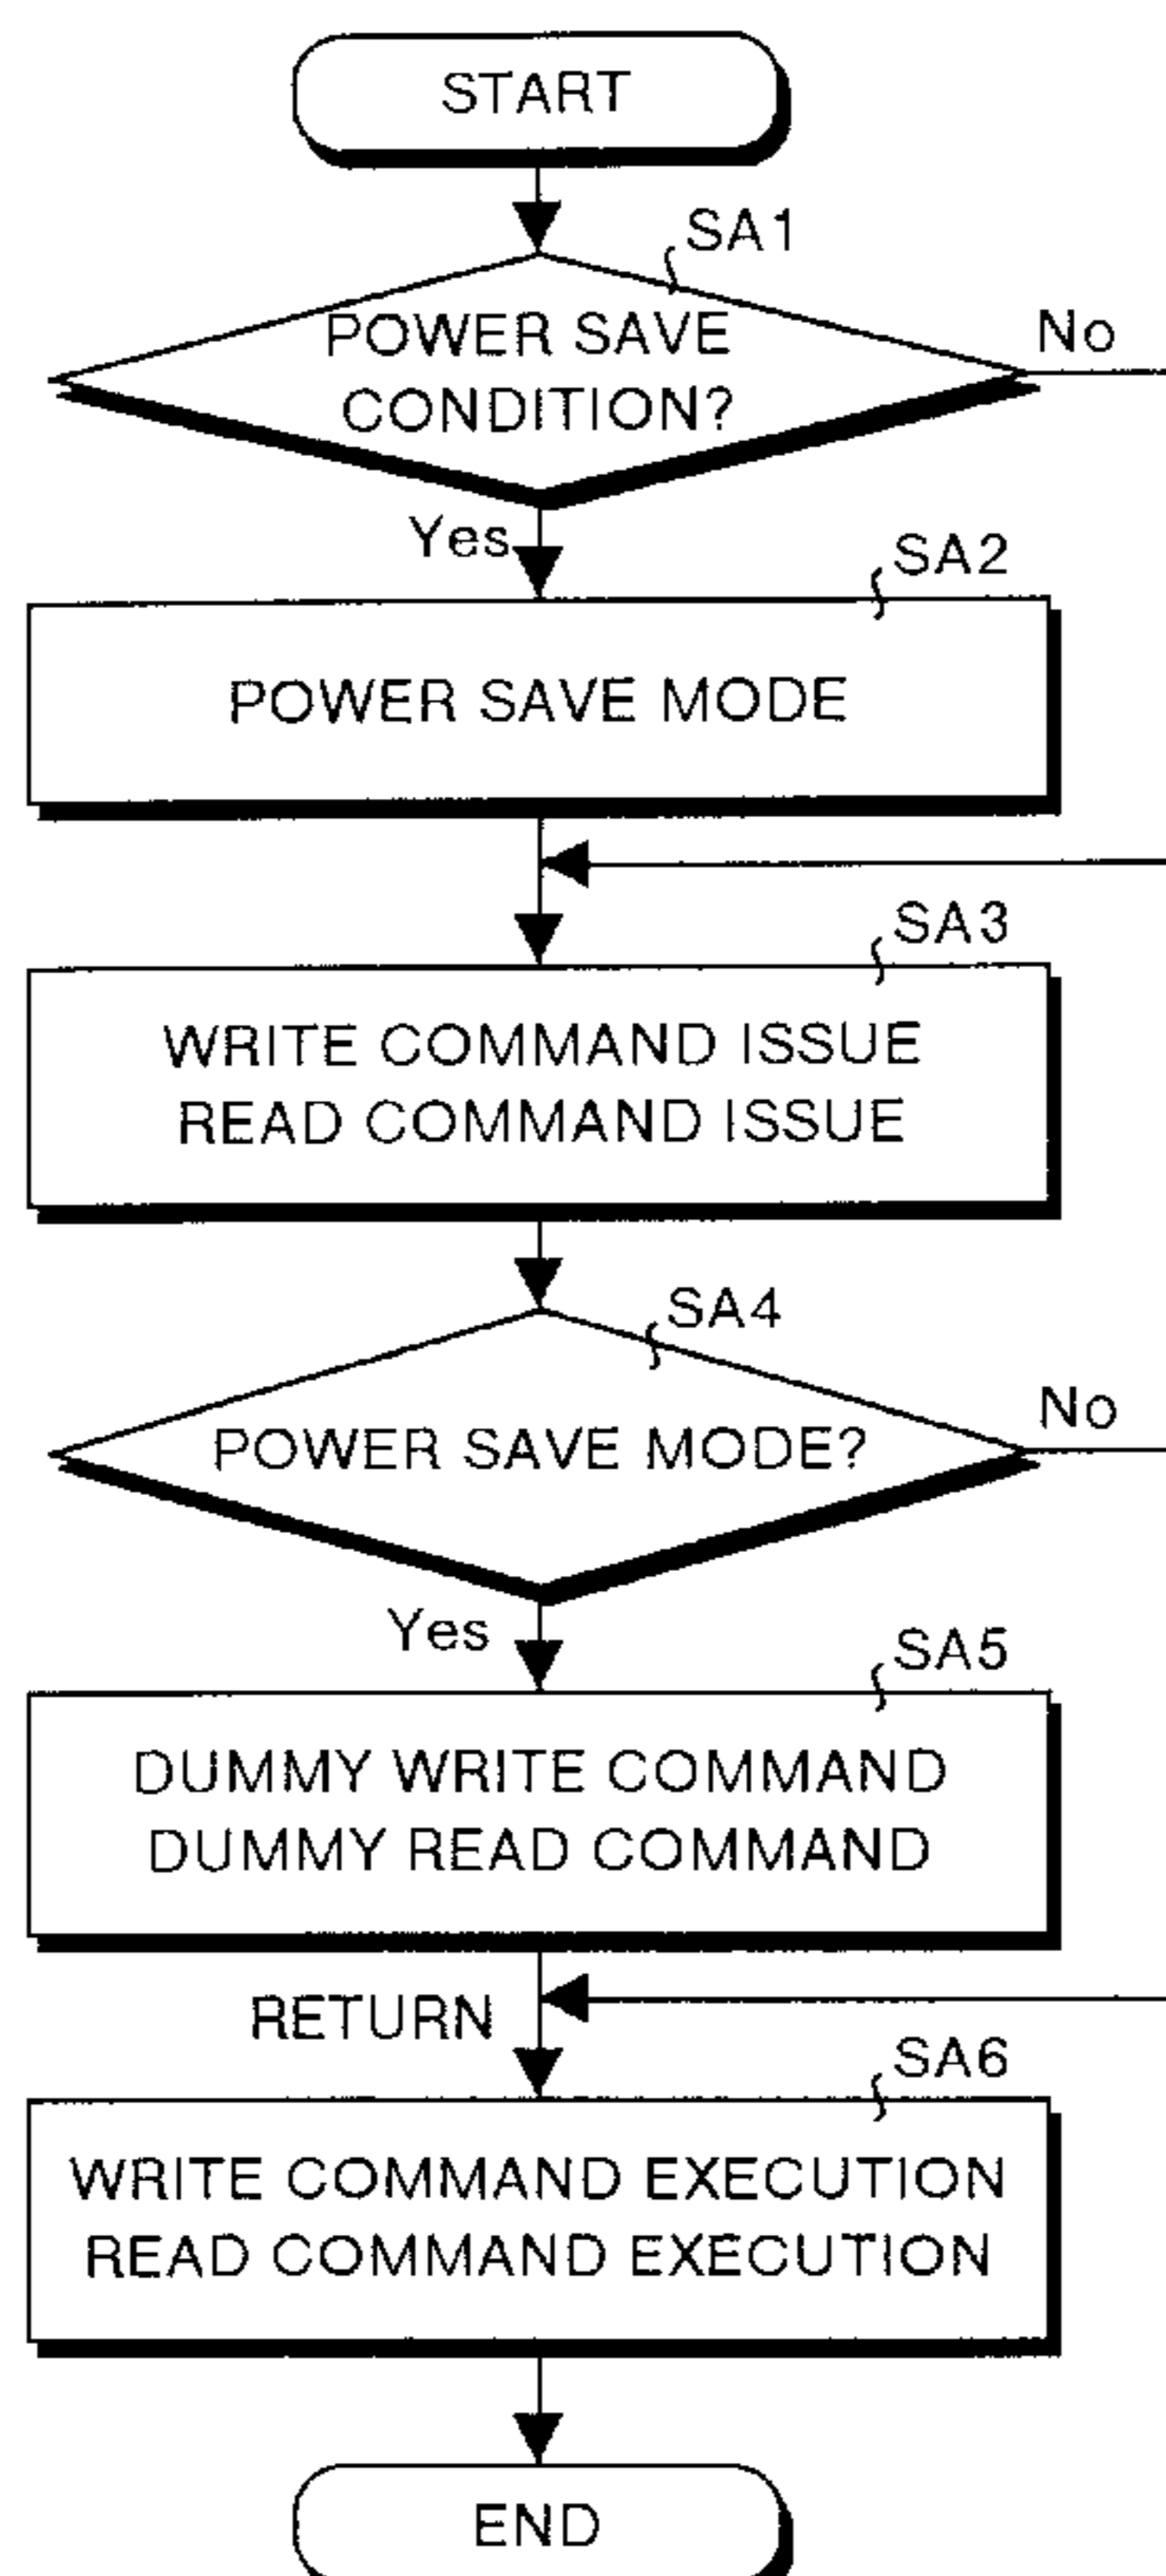 START
SA1
POWER SAVE
CONDITION?
No
Yes
SA2
POWER SAVE MODE
SA3
WRITE COMMAND ISSUE
READ COMMAND ISSUE
SA4
POWER SAVE MODE?
No
Yes
SA5
DUMMY WRITE COMMAND
DUMMY READ COMMAND
RETURN
SA6
WRITE COMMAND EXECUTION
READ COMMAND EXECUTION
END